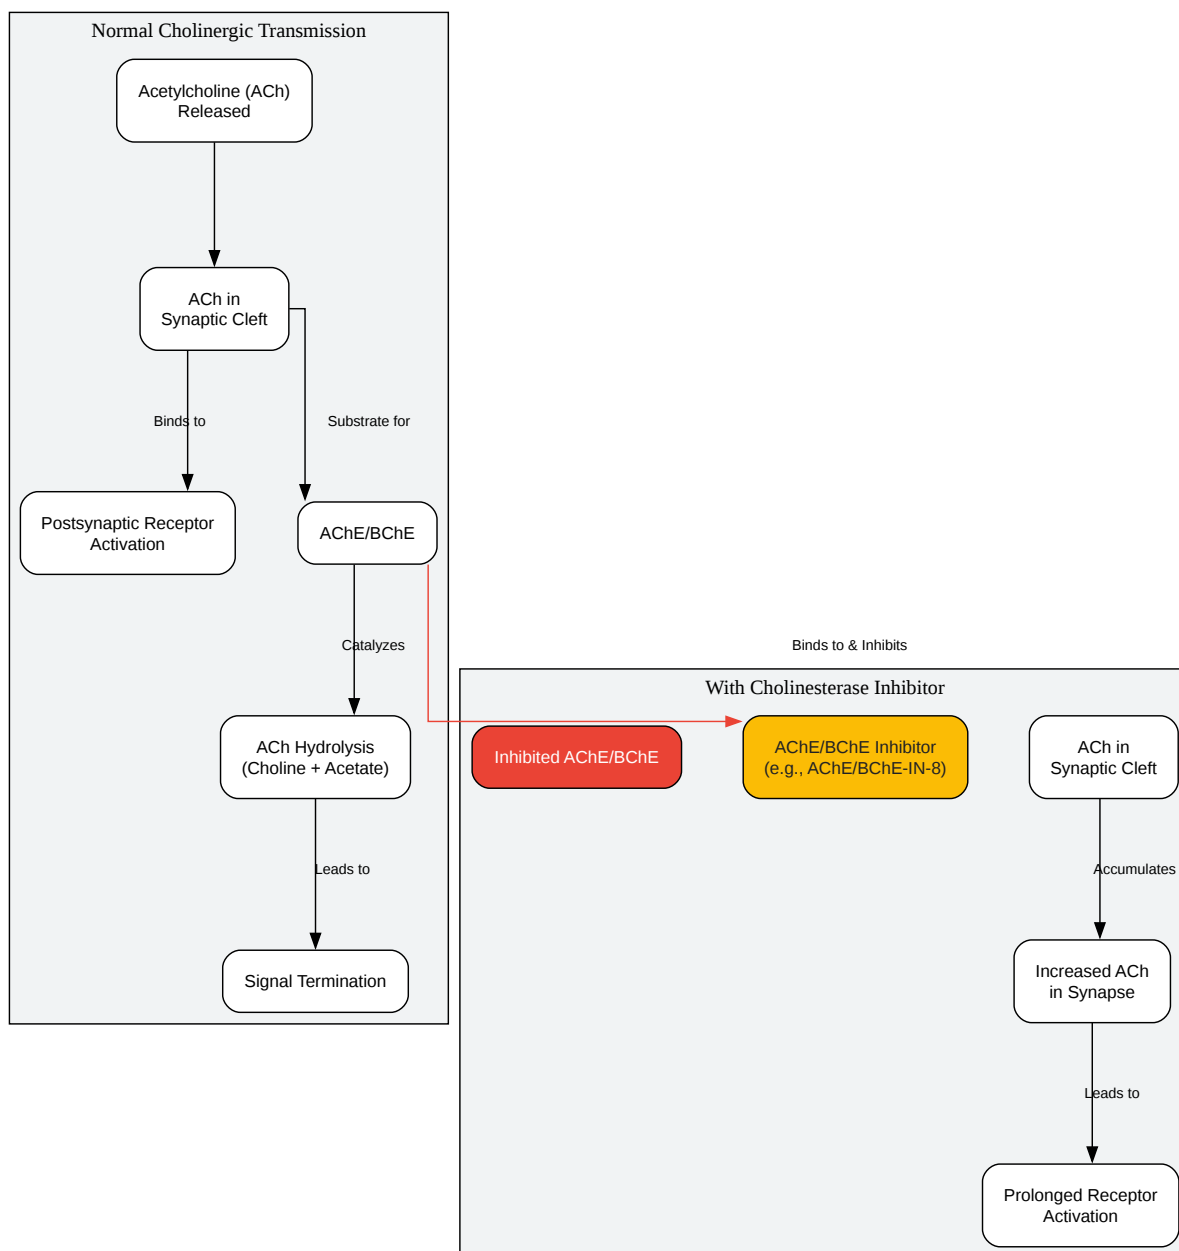 Normal Cholinergic Transmission
Acetylcholine (ACh)
Released
ACh in
Synaptic Cleft
Binds to
Substrate for
Postsynaptic Receptor
Activation
AChE/BChE
Catalyzes
ACh Hydrolysis
(Choline + Acetate)
Leads to
Signal Termination
Binds to & Inhibits
With Cholinesterase Inhibitor
Inhibited AChE/BChE
AChE/BChE Inhibitor
(e.g., AChE/BChE-IN-8)
ACh in
Synaptic Cleft
Accumulates
Increased ACh
in Synapse
Leads to
Prolonged Receptor
Activation